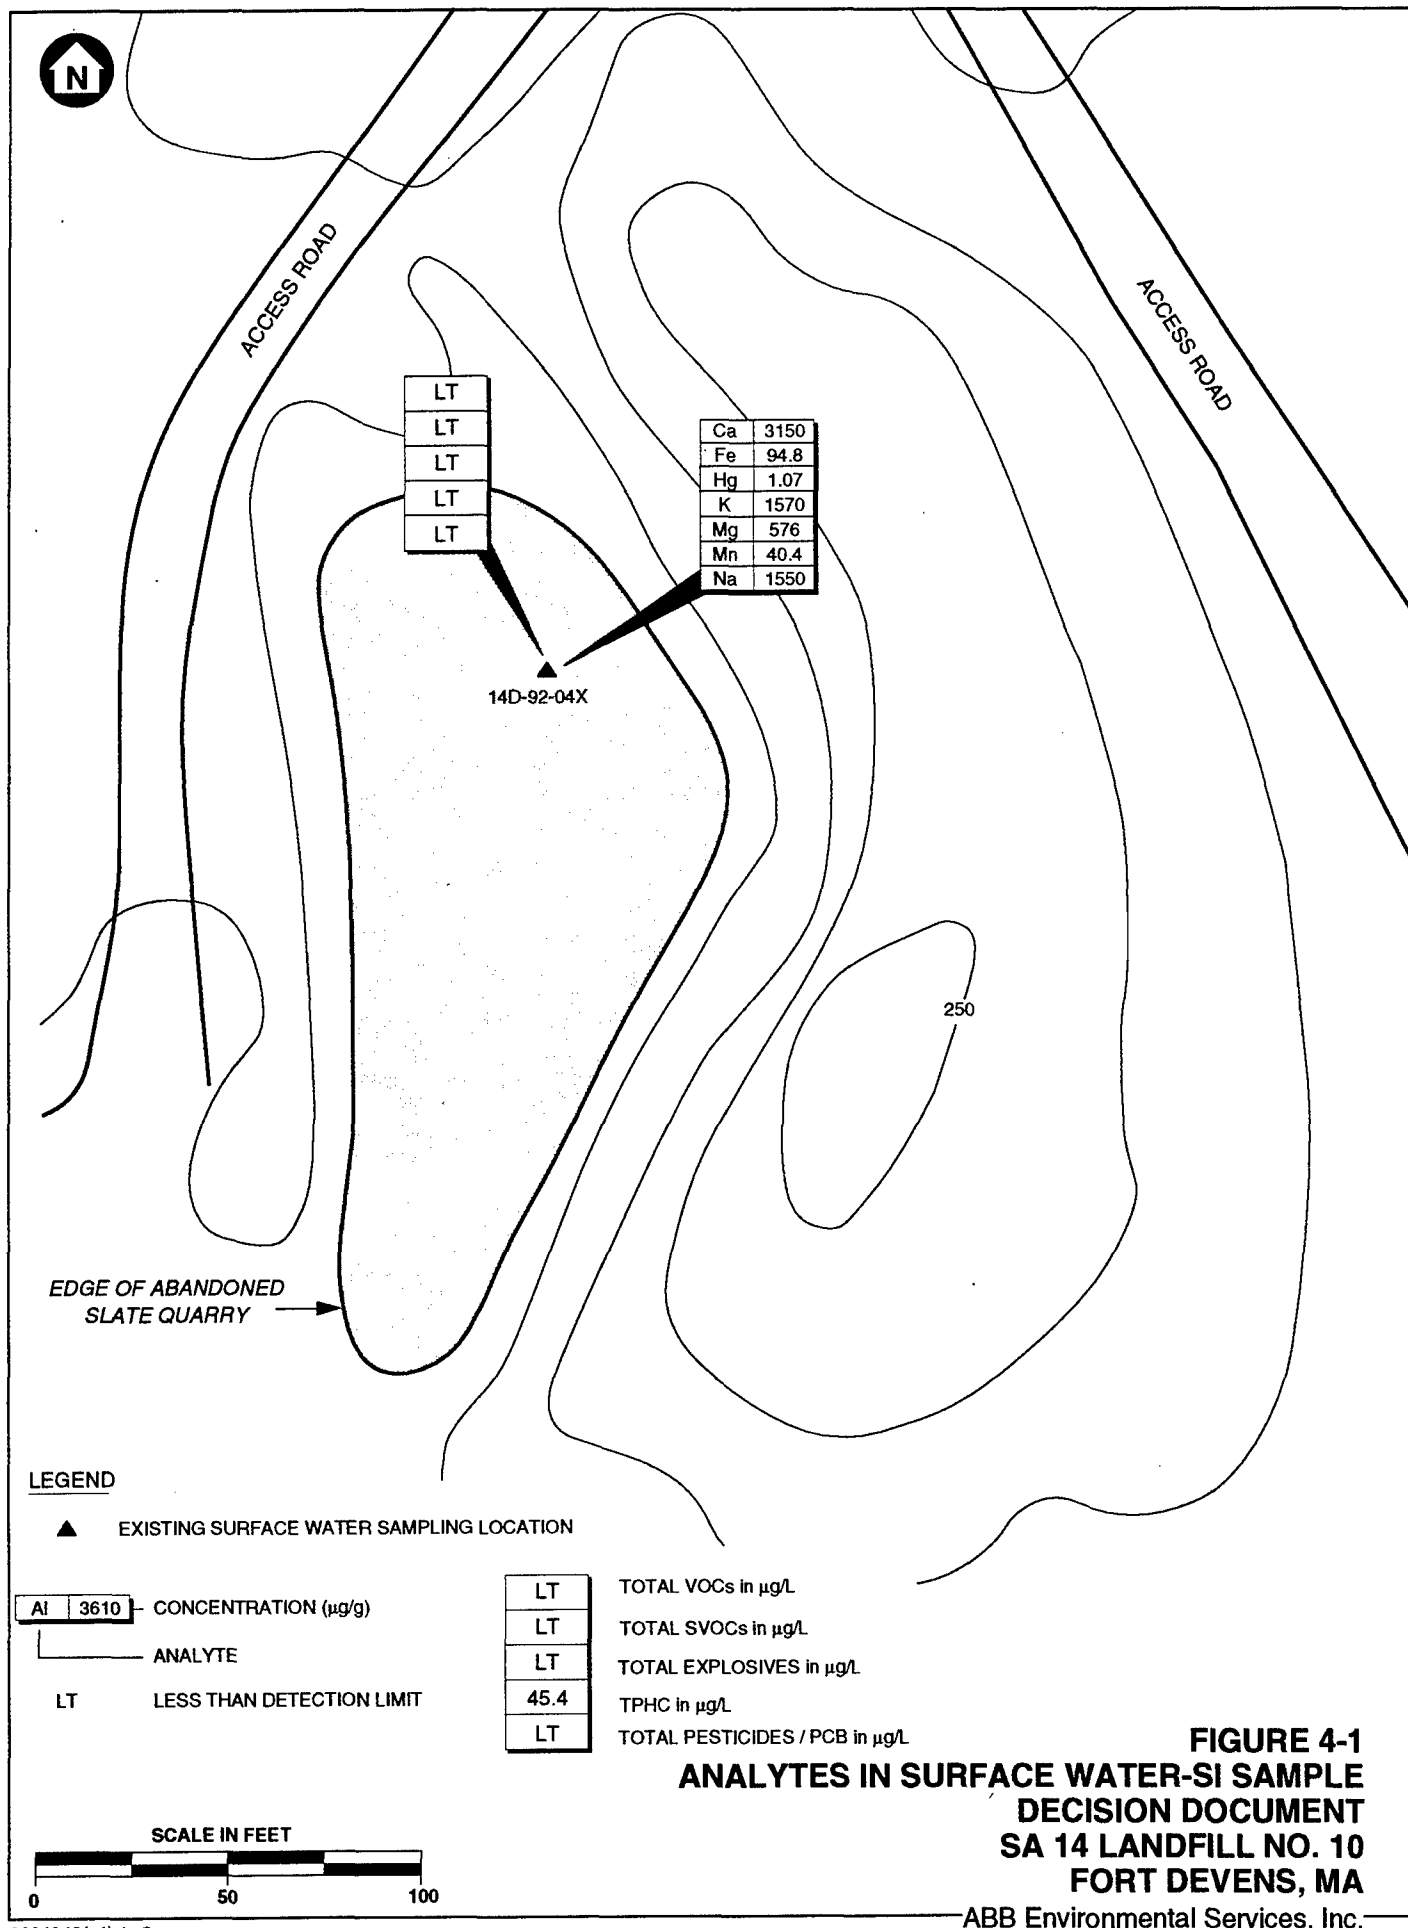 N
ACCESS ROAD
ACCESS ROAD
LT
LT
LT
LT
LT
Ca 3150
Fe 94.8
Hg 1.07
K 1570
Mg 576
Mn 40.4
Na 1550
14D-92-04X
250
EDGE OF ABANDONED
SLATE QUARRY
LEGEND
EXISTING SURFACE WATER SAMPLING LOCATION
Al 3610 CONCENTRATION (µg/g)
ANALYTE
LT LESS THAN DETECTION LIMIT
LT TOTAL VOCs in µg/L
LT TOTAL SVOCs in µg/L
LT TOTAL EXPLOSIVES in µg/L
45.4 TPHC in µg/L
LT TOTAL PESTICIDES / PCB in µg/L
FIGURE 4-1
ANALYTES IN SURFACE WATER-SI SAMPLE
DECISION DOCUMENT
SA 14 LANDFILL NO. 10
FORT DEVENS, MA
SCALE IN FEET
0 50 100
ABB Environmental Services, Inc.